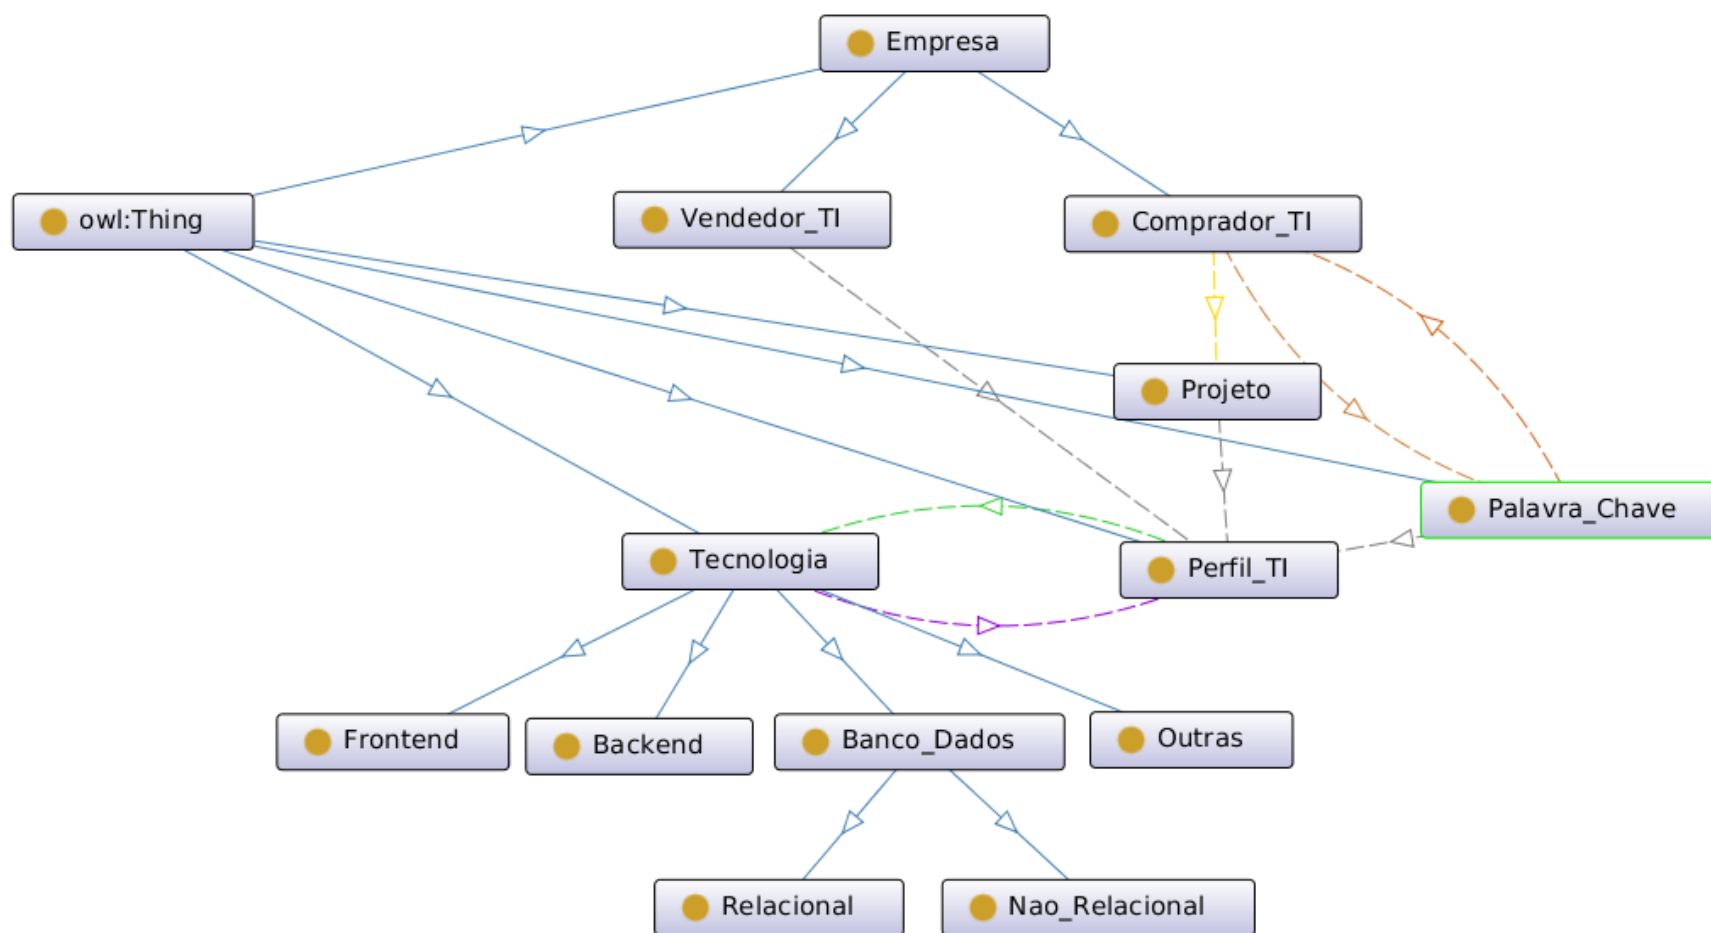 Empresa
owl:Thing
Vendedor_TI
Comprador_TI
Projeto
Palavra_Chave
Tecnologia
Perfil_TI
Frontend
Backend
Banco_Dados
Outras
Relacional
Nao_Relacional